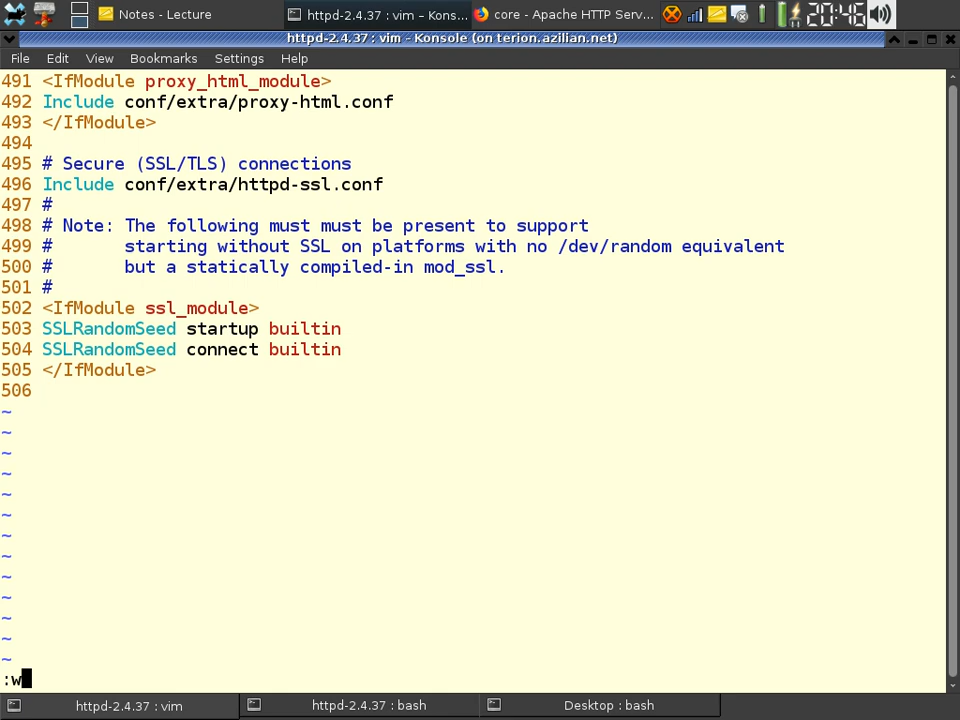 Notes - Lecture
httpd-2.4.37 : vim – Kons...
core - Apache HTTP Serv...
20:46
httpd-2.4.37 : vim – Konsole (on terion.azilian.net)
File Edit View Bookmarks Settings Help
491 <IfModule proxy_html_module>
492 Include conf/extra/proxy-html.conf
493 </IfModule>
494
495 # Secure (SSL/TLS) connections
496 Include conf/extra/httpd-ssl.conf
497 #
498 # Note: The following must must be present to support
499 #       starting without SSL on platforms with no /dev/random equivalent
500 #       but a statically compiled-in mod_ssl.
501 #
502 <IfModule ssl_module>
503 SSLRandomSeed startup builtin
504 SSLRandomSeed connect builtin
505 </IfModule>
506
~
~
~
~
~
~
~
~
~
~
~
~
~
:w
httpd-2.4.37 : vim
httpd-2.4.37 : bash
Desktop : bash